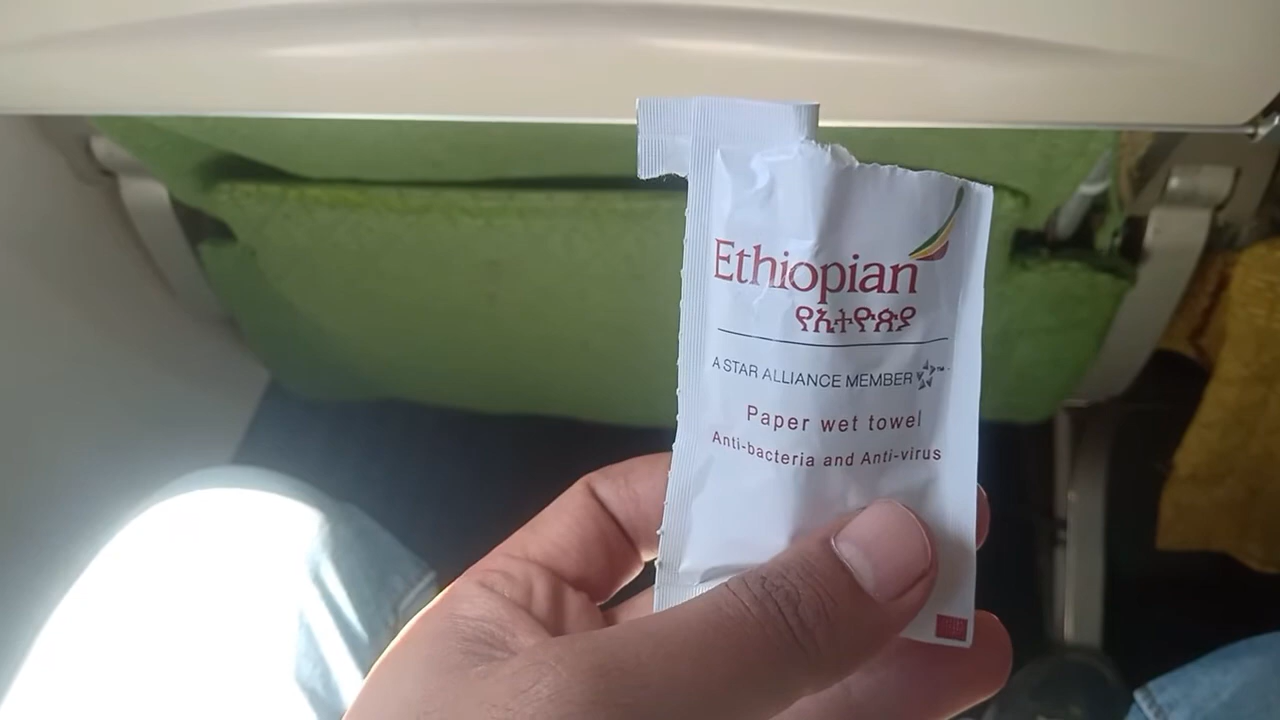 Ethiopian
የኢትዮጵያ
A STAR ALLIANCE MEMBER
Paper wet towel
Anti-bacteria and Anti-virus